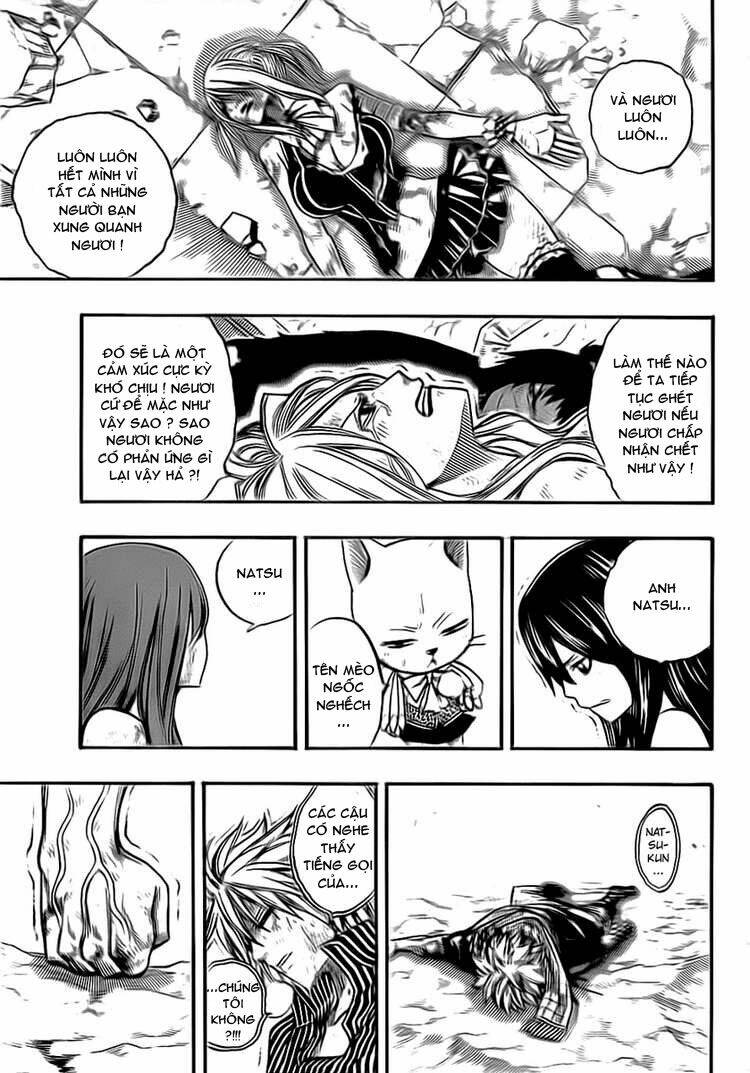 VÀ NGƯƠI
LUÔN
LUÔN...
LUÔN LUÔN
HẾT MÌNH VÌ
TẤT CẢ NHỮNG
NGƯỜI BẠN
XUNG QUANH
NGƯƠI !
LÀM THẾ NÀO
ĐỂ TA TIẾP
TỤC GHÉT
NGƯƠI NẾU
NGƯƠI CHẤP
NHẬN CHẾT
NHƯ VẬY !
ĐÓ SẼ LÀ MỘT
CẢM XÚC CỰC KỲ
KHÓ CHỊU ! NGƯƠI
CỨ ĐỂ MẶC NHƯ
VẬY SAO ? SAO
NGƯƠI KHÔNG
CÓ PHẢN ỨNG GÌ
LẠI VẬY HẢ ?!
ANH
NATSU...
TÊN MÈO
NGỐC
NGHẾCH
...
NATSU
...
NAT-
SU-
KUN
...
CÁC CẬU
CÓ NGHE
THẤY
TIẾNG GỌI
CỦA...
...CHÚNG
TÔI
KHÔNG
?!!!